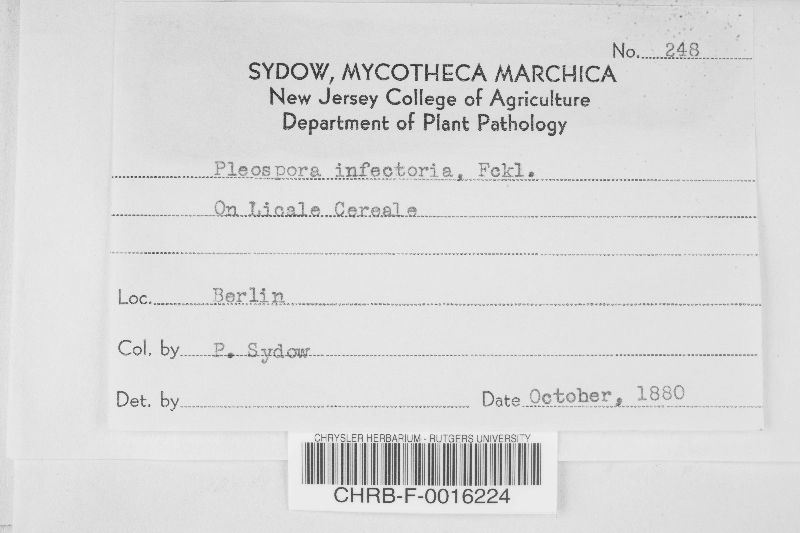 No. 248
SYDOW, MYCOTHECA MARCHICA
New Jersey College of Agriculture
Department of Plant Pathology
Pleospora infectoria, Fckl.
On Licale Cereale
Loc. Berlin
Col. by P. Sydow
Det. by
Date October, 1880
CHRYSLER HERBARIUM - RUTGERS UNIVERSITY
CHRB-F-0016224